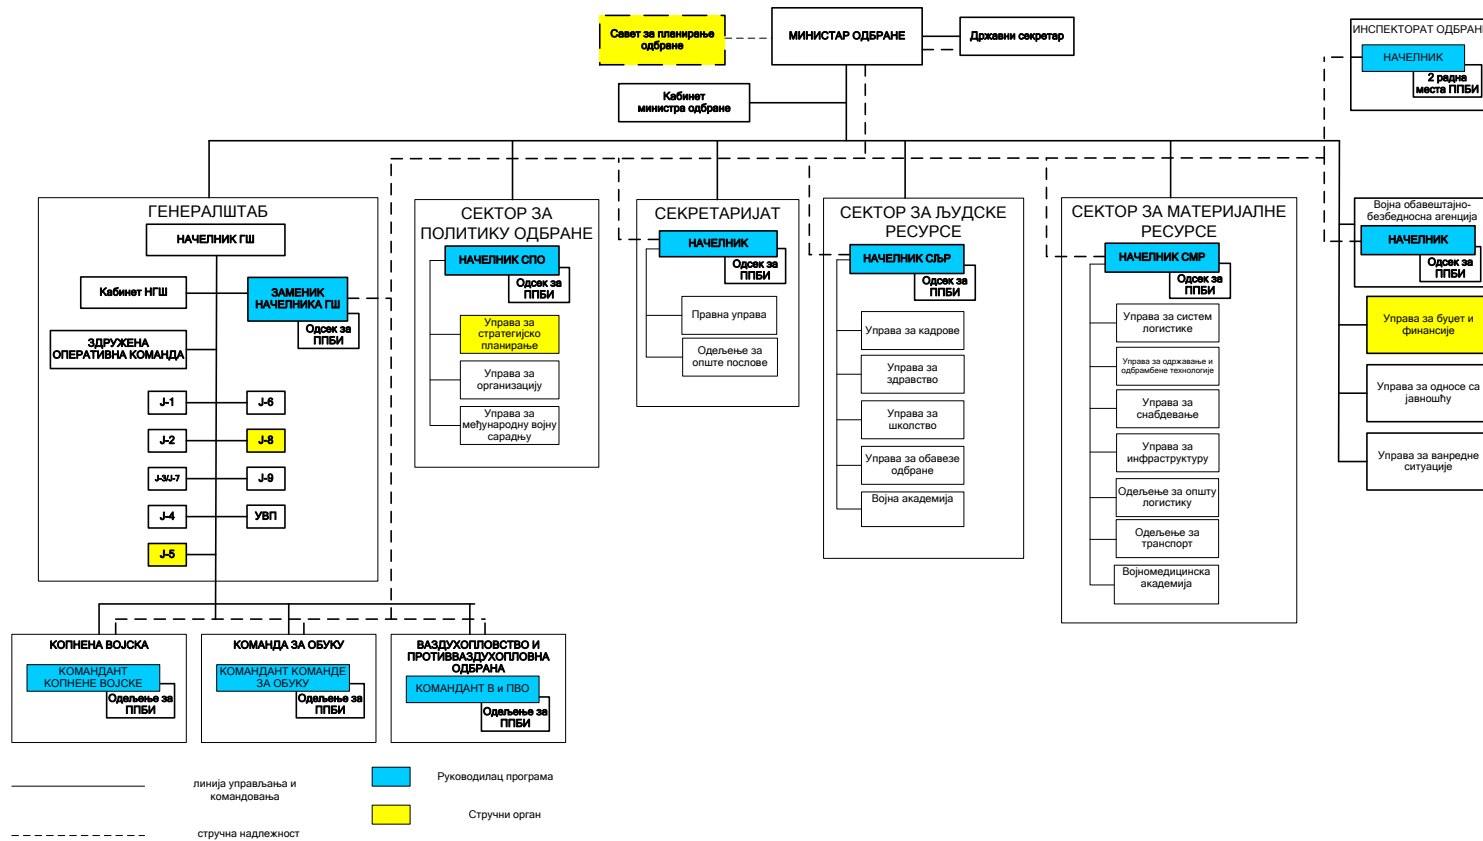 Савет за планирање
одбране
МИНИСТАР ОДБРАНЕ
Државни секретар
Кабинет
министра одбране
ИНСПЕКТОРАТ ОДБРАНЕ
НАЧЕЛНИК
2 радна
места ППБИ
ГЕНЕРАЛШТАБ
НАЧЕЛНИК ГШ
Кабинет НГШ
ЗАМЕНИК
НАЧЕЛНИКА ГШ
Одсек за
ППБИ
ЗДРУЖЕНА
ОПЕРАТИВНА КОМАНДА
Ј-1
Ј-6
Ј-2
Ј-8
Ј-3/Ј-7
Ј-9
Ј-4
УВП
Ј-5
СЕКТОР ЗА
ПОЛИТИКУ ОДБРАНЕ
НАЧЕЛНИК СПО
Одсек за
ППБИ
Управа за
стратегијско
планирање
Управа за
организацију
Управа за
међународну војну
сарадњу
СЕКРЕТАРИЈАТ
НАЧЕЛНИК
Одсек за
ППБИ
Правна управа
Одељење за
опште послове
СЕКТОР ЗА ЉУДСКЕ
РЕСУРСЕ
НАЧЕЛНИК СЉР
Одсек за
ППБИ
Управа за кадрове
Управа за
здравство
Управа за
школство
Управа за обавезе
одбране
Војна академија
СЕКТОР ЗА МАТЕРИЈАЛНЕ
РЕСУРСЕ
НАЧЕЛНИК СМР
Одсек за
ППБИ
Управа за систем
логистике
Управа за одржавање и
одбрамбене технологије
Управа за
снабдевање
Управа за
инфраструктуру
Одељење за општу
логистику
Одељење за
транспорт
Војномедицинска
академија
Војна обавештајно-
безбедносна агенција
НАЧЕЛНИК
Одсек за
ППБИ
Управа за буџет и
финансије
Управа за односе са
јавношћу
Управа за ванредне
ситуације
КОПНЕНА ВОЈСКА
КОМАНДАНТ
КОПНЕНЕ ВОЈСКЕ
Одељење за
ППБИ
КОМАНДА ЗА ОБУКУ
КОМАНДАНТ КОМАНДЕ
ЗА ОБУКУ
Одељење за
ППБИ
ВАЗДУХОПЛОВСТВО И
ПРОТИВВАЗДУХОПЛОВНА
ОДБРАНА
КОМАНДАНТ В и ПВО
Одељење за
ППБИ
линија управљања и
командовања
стручна надлежност
Руководилац програма
Стручни орган